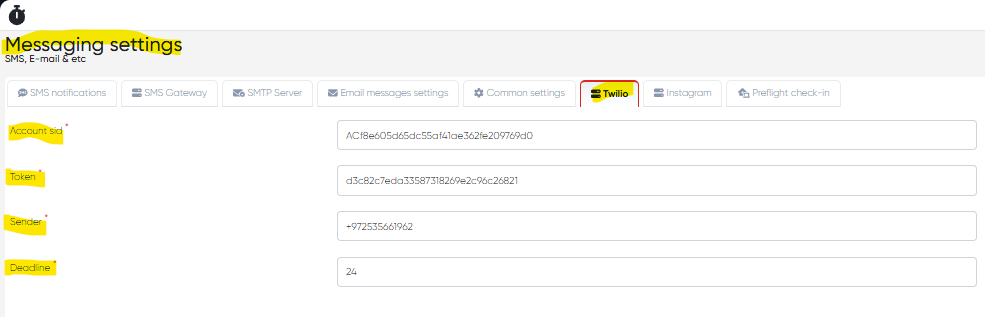 Messaging settings
SMS, E-mail & etc
SMS notifications
SMS Gateway
SMTP Server
Email messages settings
Common settings
Twilio
Instagram
Preflight check-in
Account sid *
ACf8e605d65dc55af41ae362fe209769d0
Token *
d3c82c7eda33587318269e2c96c26821
Sender *
+972535661962
Deadline *
24